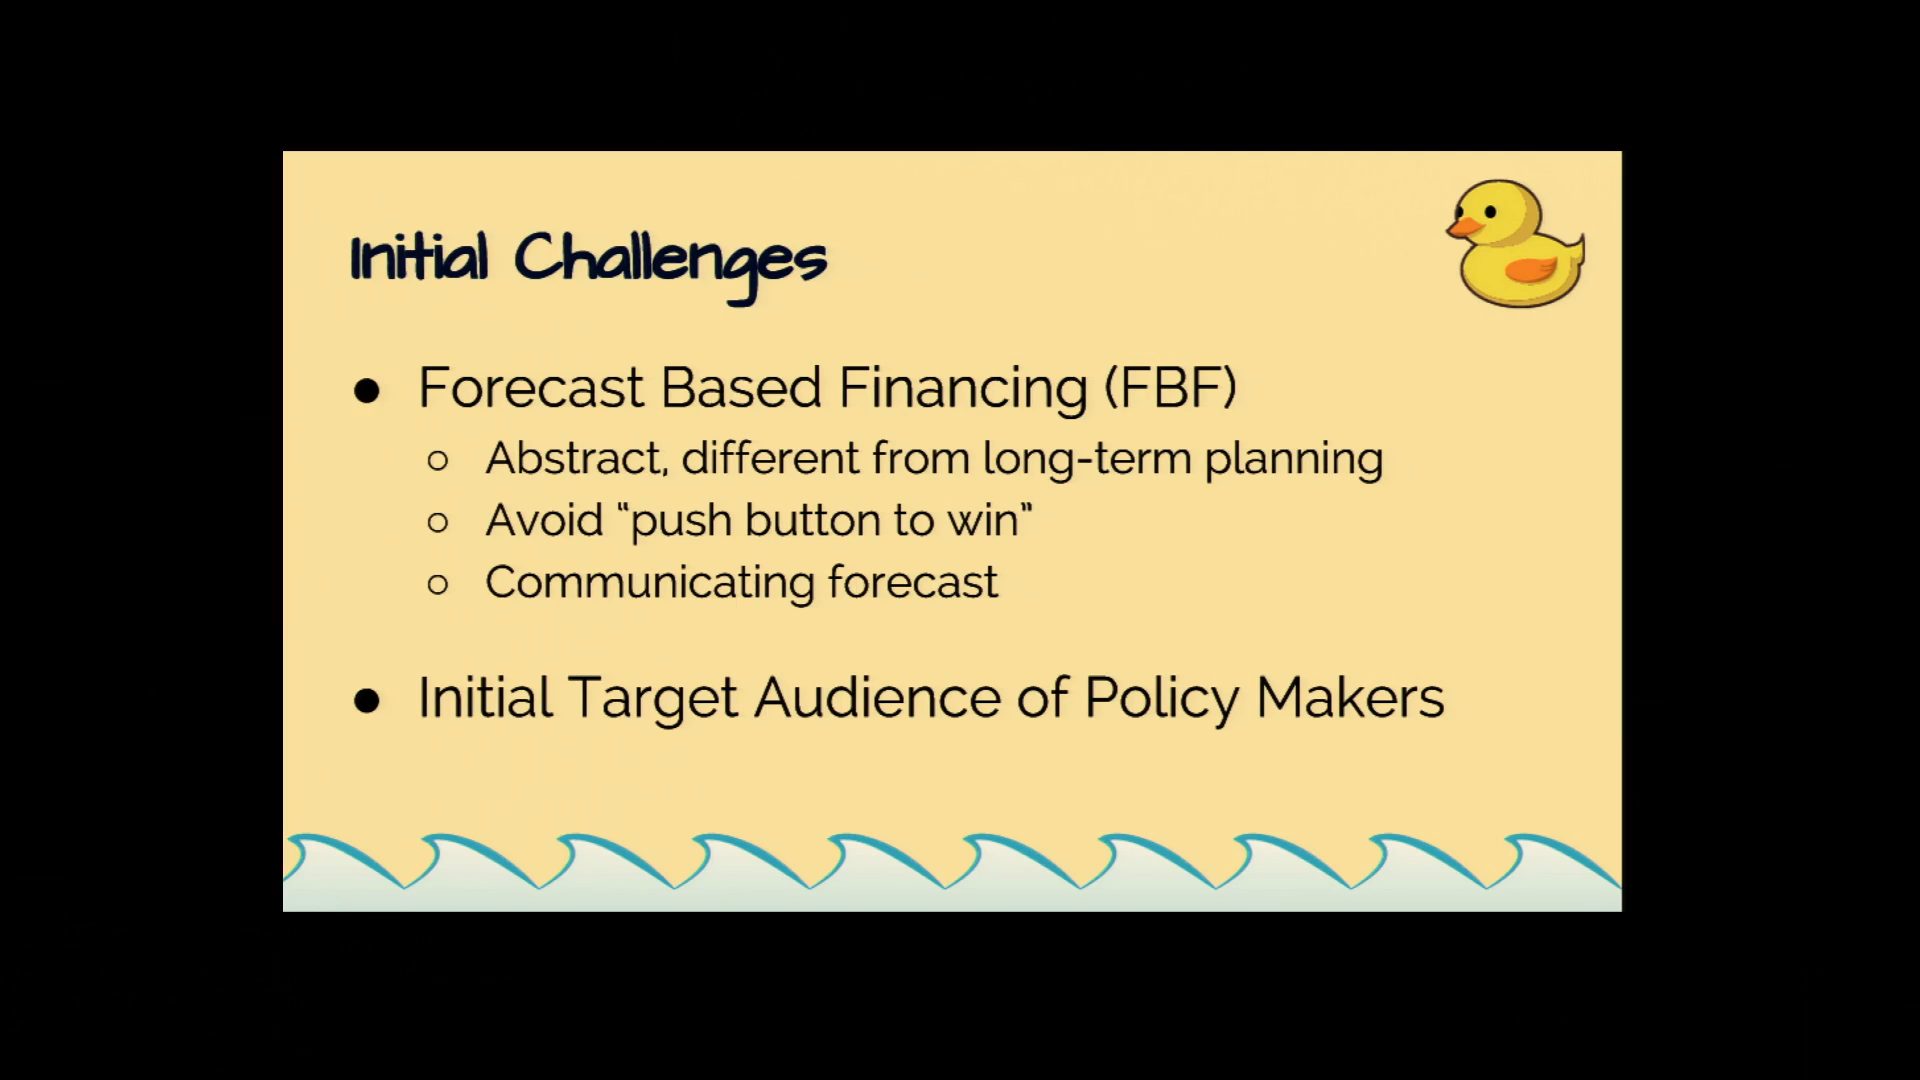 Initial Challenges
● Forecast Based Financing (FBF)
○ Abstract, different from long-term planning
○ Avoid “push button to win”
○ Communicating forecast
● Initial Target Audience of Policy Makers